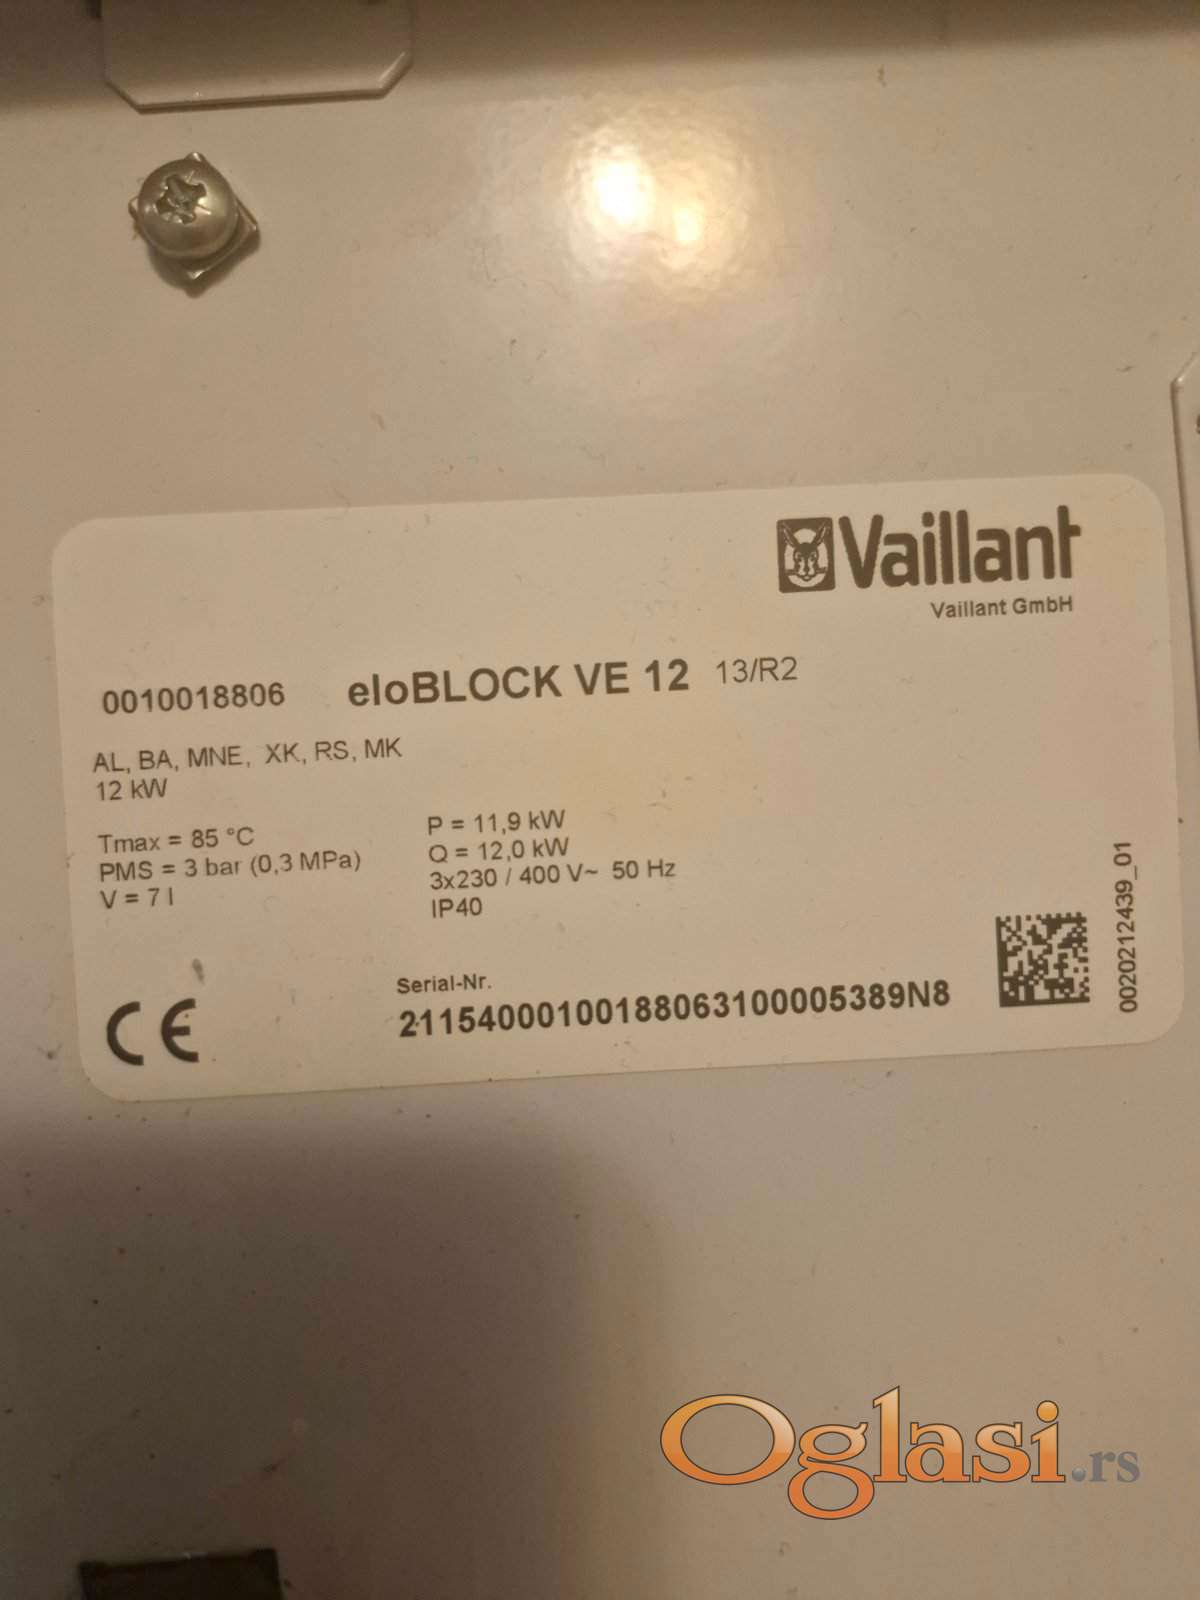 Vaillant
Vaillant GmbH
0010018806 eloBLOCK VE 12 13/R2
AL, BA, MNE, XK, RS, MK
12 kW
Tmax = 85 °C
PMS = 3 bar (0,3 MPa)
V = 7 l
P = 11,9 kW
Q = 12,0 kW
3x230 / 400 V~ 50 Hz
IP40
Serial-Nr.
21154000100188063100005389N8
CE
0020212439_01
Oglasi.rs